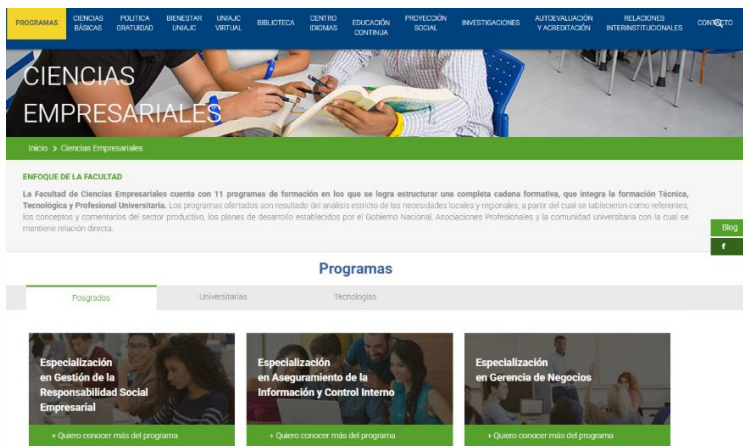 PROGRAMAS
CIENCIAS BÁSICAS
POLITICA GRATUIDAD
BIENESTAR UNIAJC
UNIAJC VIRTUAL
BIBLIOTECA
CENTRO IDIOMAS
EDUCACIÓN CONTINUA
PROYECCIÓN SOCIAL
INVESTIGACIONES
AUTOEVALUACIÓN Y ACREDITACIÓN
RELACIONES INTERINSTITUCIONALES
CONTACTO
CIENCIAS
EMPRESARIALES
Inicio > Ciencias Empresariales
ENFOQUE DE LA FACULTAD
La Facultad de Ciencias Empresariales cuenta con 11 programas de formación en los que se logra estructurar una completa cadena formativa, que integra la formación Técnica,
Tecnológica y Profesional Universitaria. Los programas ofertados son resultado del análisis estricto de las necesidades locales y regionales, a partir del cual se tablecieron como referentes,
los conceptos y comentarios del sector productivo, los planes de desarrollo establecidos por el Gobierno Nacional, Asociaciones Profesionales y la comunidad universitaria con la cual se
mantiene relación directa.
Blog
f
Programas
Posgrados
Universitarias
Tecnologías
Especialización
en Gestión de la
Responsabilidad Social
Empresarial
+ Quiero conocer más del programa
Especialización
en Aseguramiento de la
Información y Control Interno
+ Quiero conocer más del programa
Especialización
en Gerencia de Negocios
+ Quiero conocer más del programa